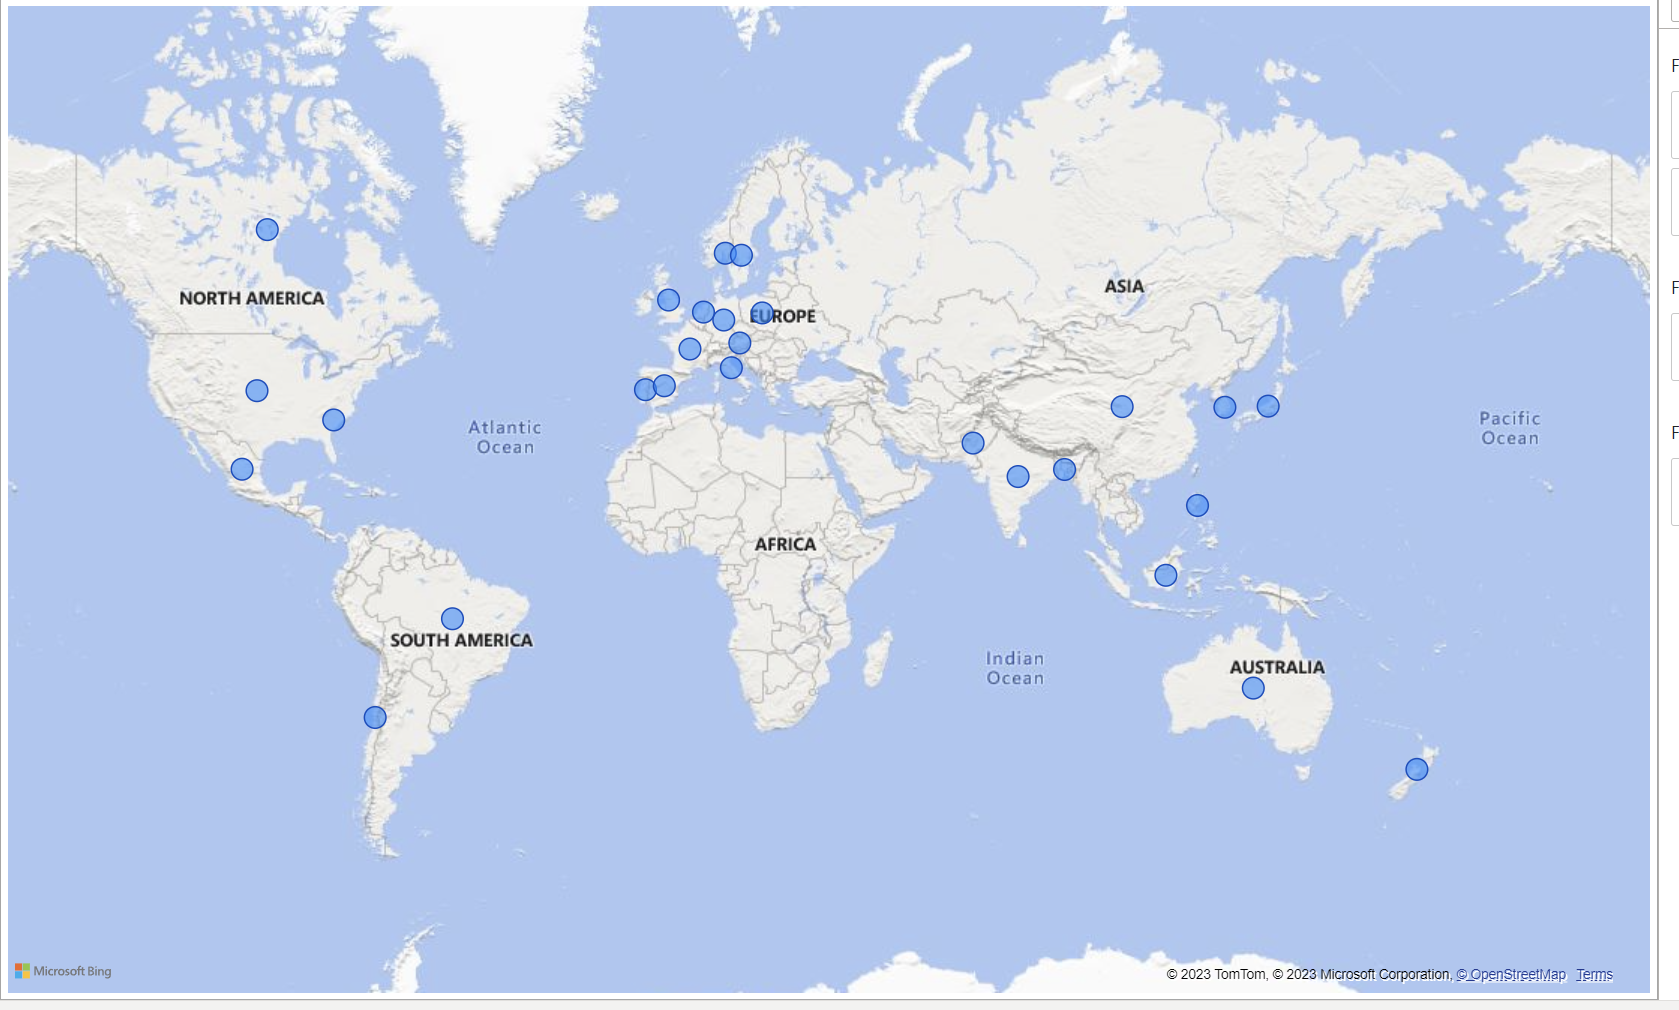 F
ASIA
F
NORTH AMERICA
EUROPE
Atlantic
Ocean
Pacific
Ocean
F
AFRICA
SOUTH AMERICA
Indian
Ocean
AUSTRALIA
Microsoft Bing
© 2023 TomTom, © 2023 Microsoft Corporation, © OpenStreetMap Terms